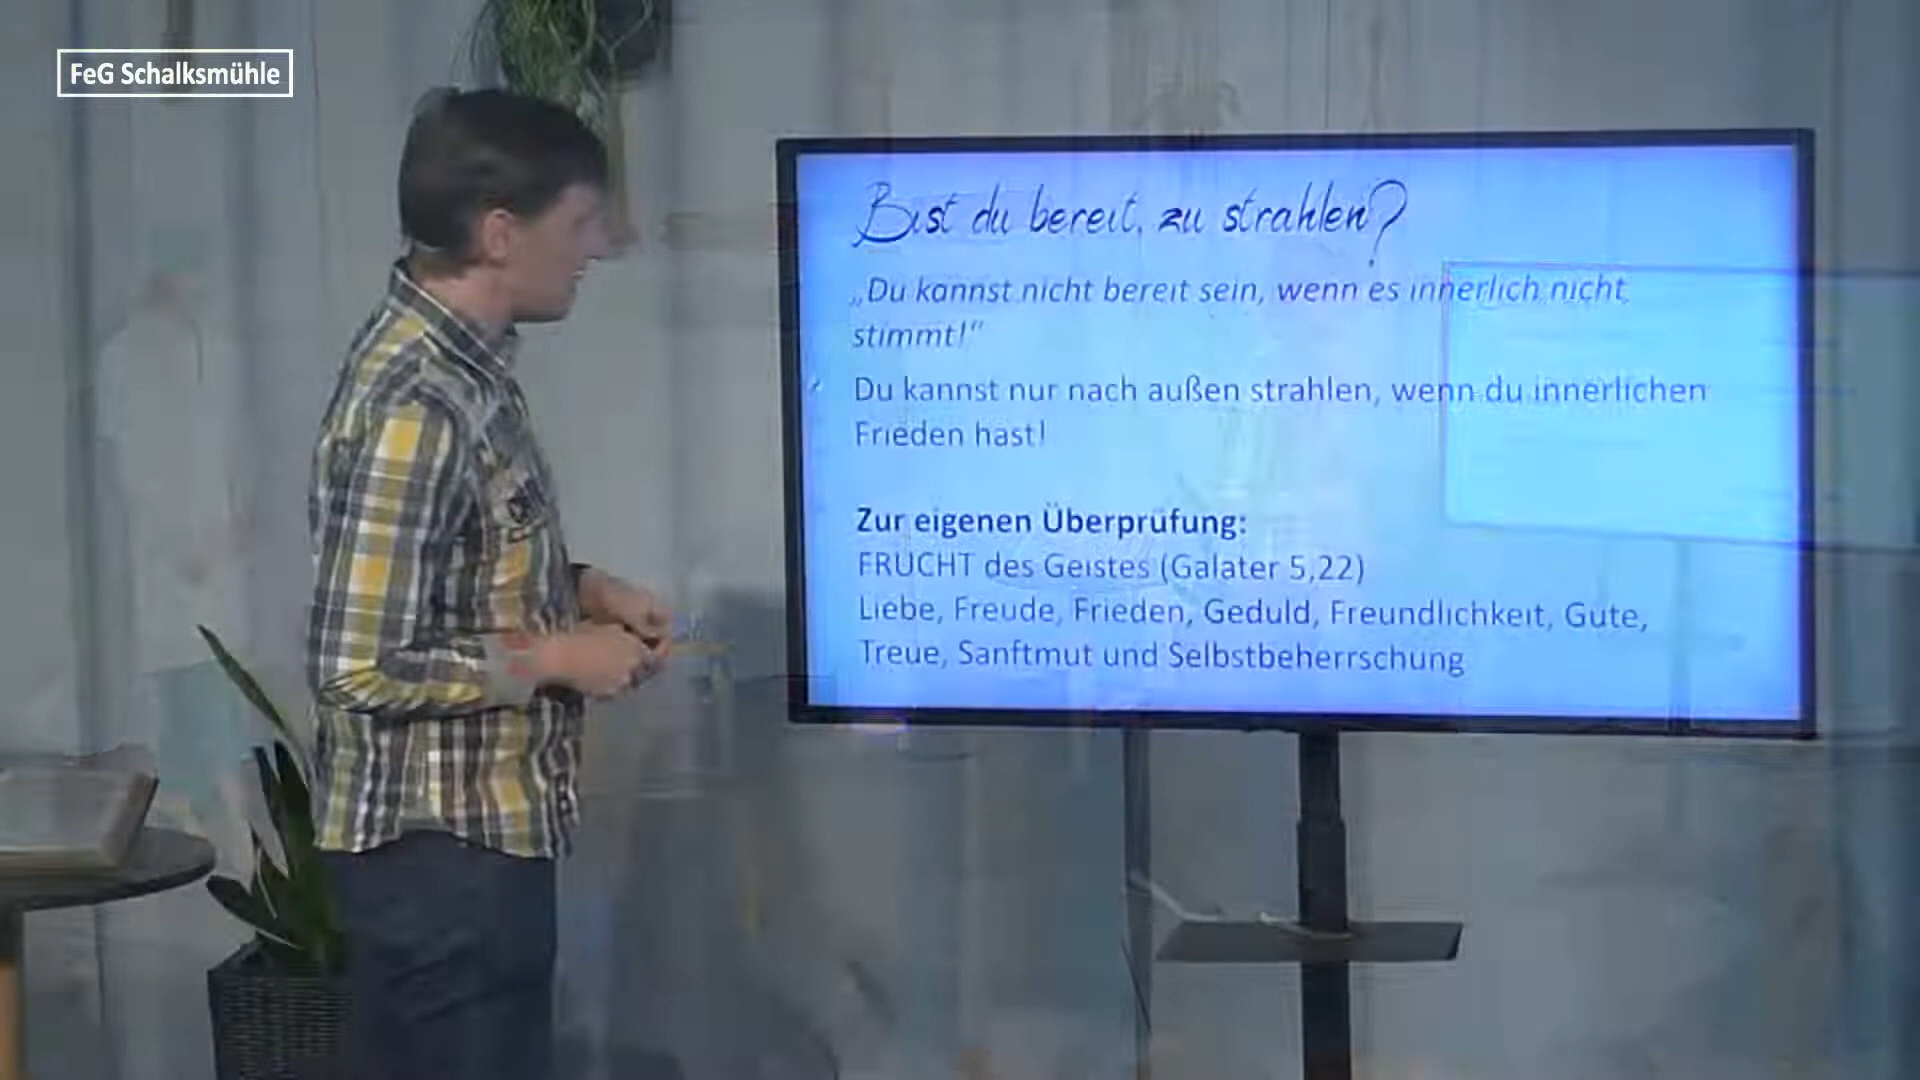 FeG Schalksmühle
Bist du bereit, zu strahlen?
„Du kannst nicht bereit sein, wenn es innerlich nicht
stimmt!“
Du kannst nur nach außen strahlen, wenn du innerlichen
Frieden hast!
Zur eigenen Überprüfung:
FRUCHT des Geistes (Galater 5,22)
Liebe, Freude, Frieden, Geduld, Freundlichkeit, Güte,
Treue, Sanftmut und Selbstbeherrschung